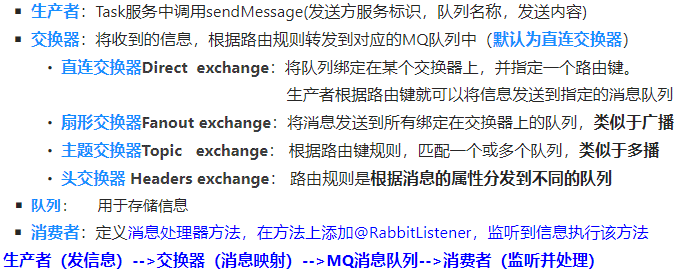 生产者：Task服务中调用sendMessage(发送方服务标识，队列名称，发送内容)
交换器：将收到的信息，根据路由规则转发到对应的MQ队列中（默认为直连交换器）
直连交换器Direct exchange：将队列绑定在某个交换器上，并指定一个路由键。
生产者根据路由键就可以将信息发送到指定的消息队列
扇形交换器Fanout exchange：将消息发送到所有绑定在交换器上的队列，类似于广播
主题交换器Topic exchange：根据路由键规则，匹配一个或多个队列，类似于多播
头交换器 Headers exchange：路由规则是根据消息的属性分发到不同的队列
队列： 用于存储信息
消费者：定义消息处理器方法，在方法上添加@RabbitListener，监听到信息执行该方法
生产者（发信息）-->交换器（消息映射）-->MQ消息队列-->消费者（监听并处理）